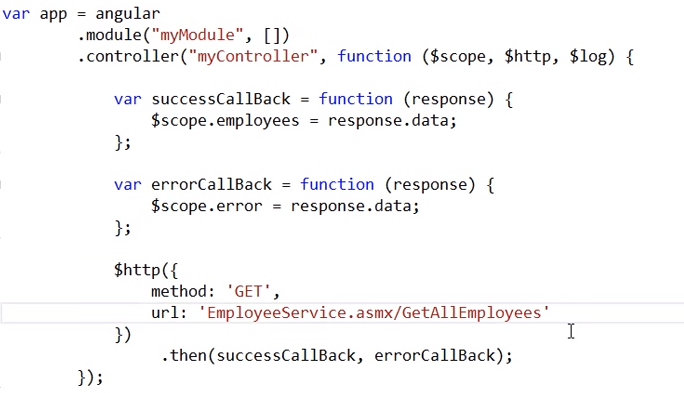 var app = angular
        .module("myModule", [])
        .controller("myController", function ($scope, $http, $log) {
            var successCallBack = function (response) {
                $scope.employees = response.data;
            };
            var errorCallBack = function (response) {
                $scope.error = response.data;
            };
            $http({
                method: 'GET',
                url: 'EmployeeService.asmx/GetAllEmployees'
            })
                 .then(successCallBack, errorCallBack);
        });